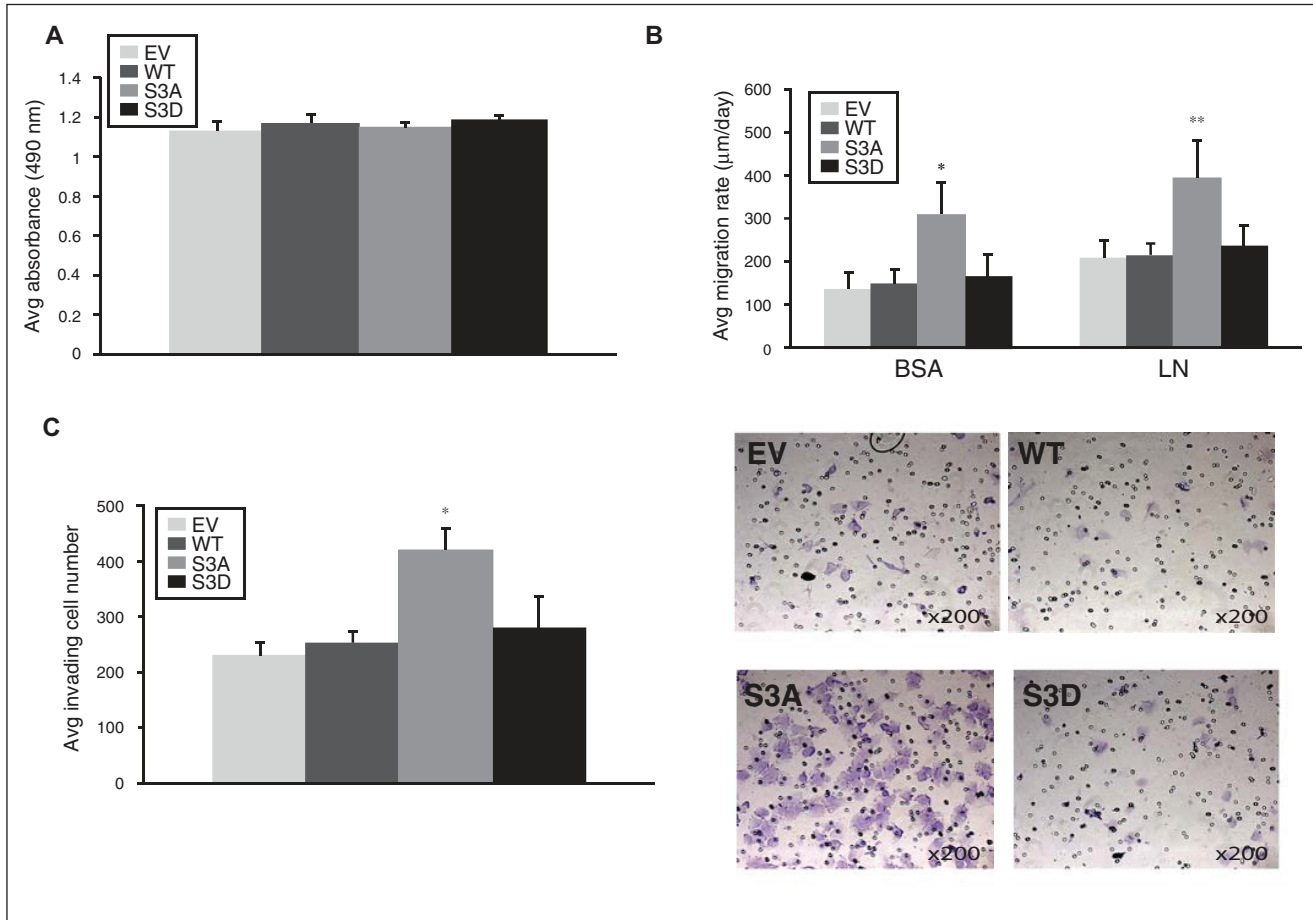 A
EV
WT
S3A
S3D
Avg absorbance (490 nm)
1.4
1.2
1
0.8
0.6
0.4
0.2
0
B
EV
WT
S3A
S3D
Avg migration rate (μm/day)
600
500
400
300
200
100
0
*
**
BSA
LN
C
EV
WT
S3A
S3D
Avg invading cell number
500
400
300
200
100
0
*
EV
x200
WT
x200
S3A
x200
S3D
x200